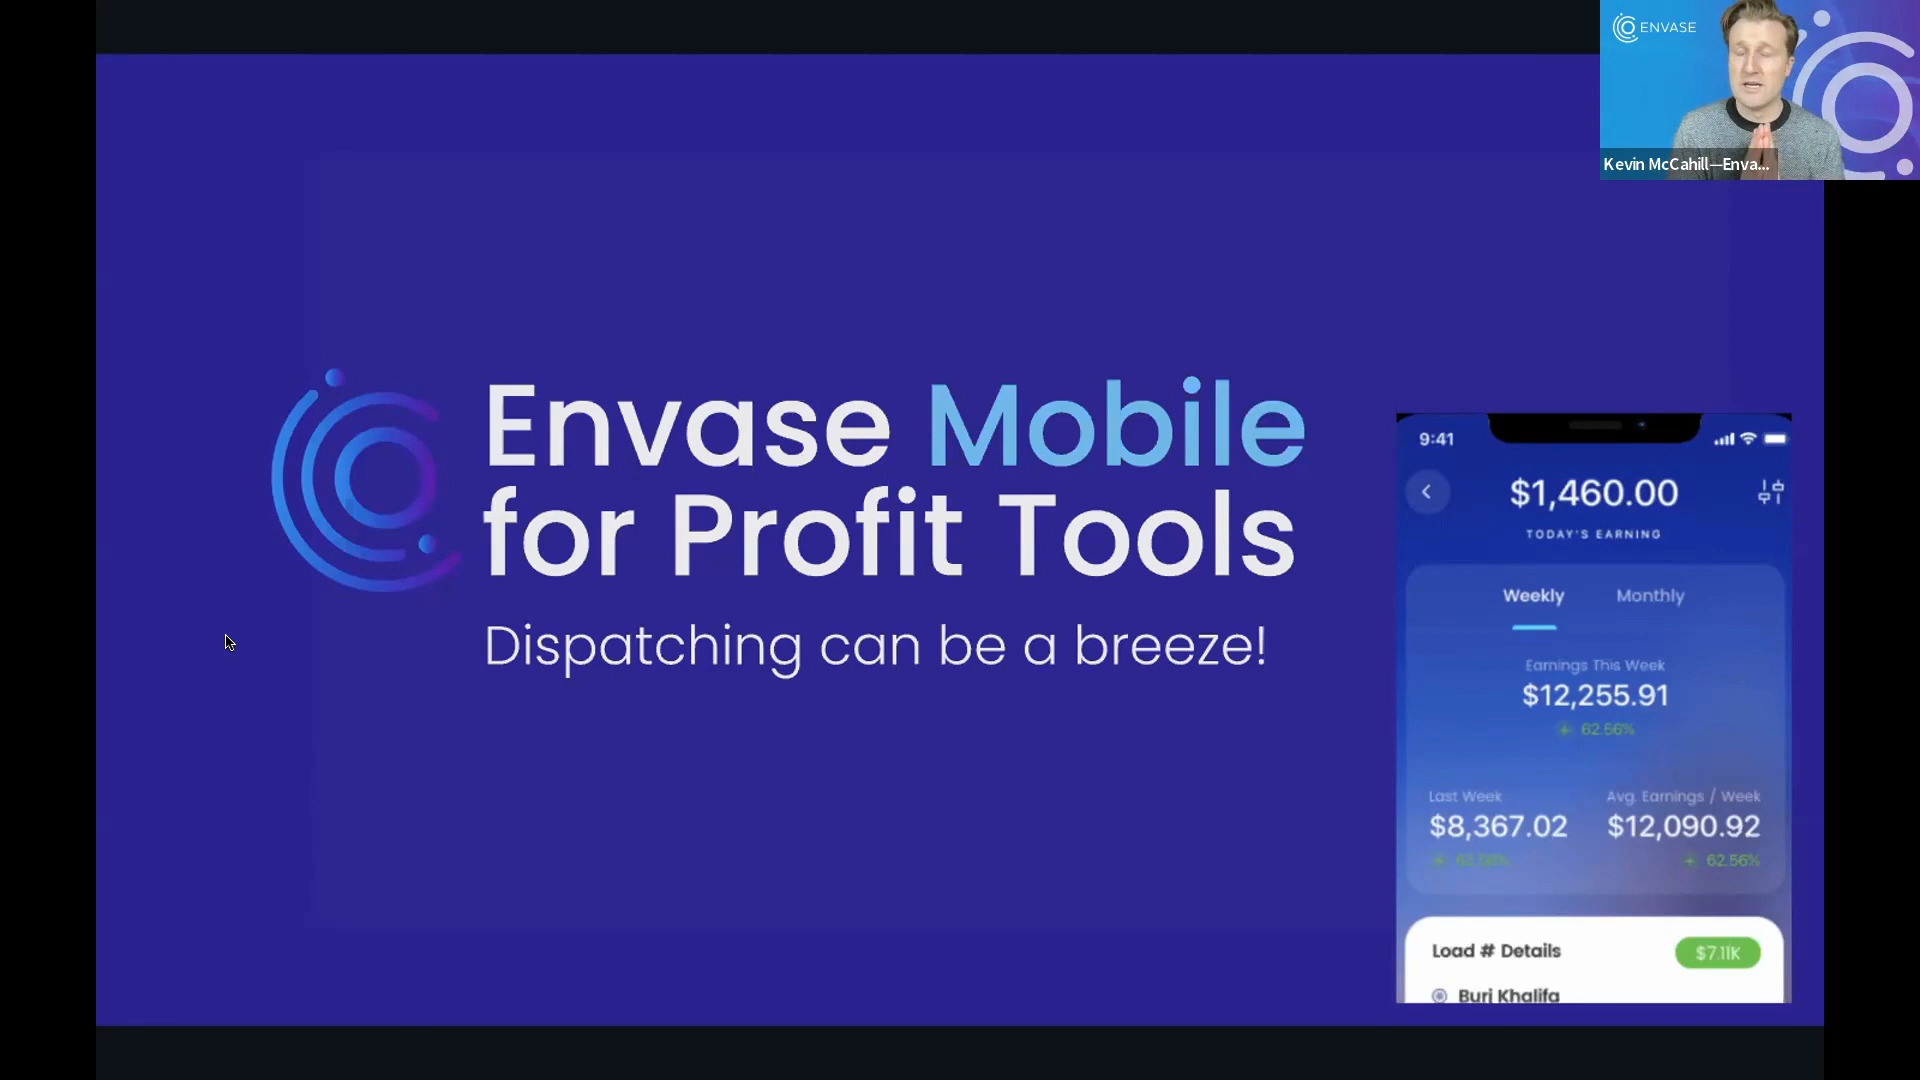 ENVASE
Kevin McCahill—Enva...
Envase Mobile
for Profit Tools
Dispatching can be a breeze!
9:41
$1,460.00
TODAY'S EARNING
Weekly Monthly
Earnings This Week
$12,255.91
+ 62.56%
Last Week Avg. Earnings / Week
$8,367.02 $12,090.92
+ 62.56%
Load # Details $7.11K
Burj Khalifa